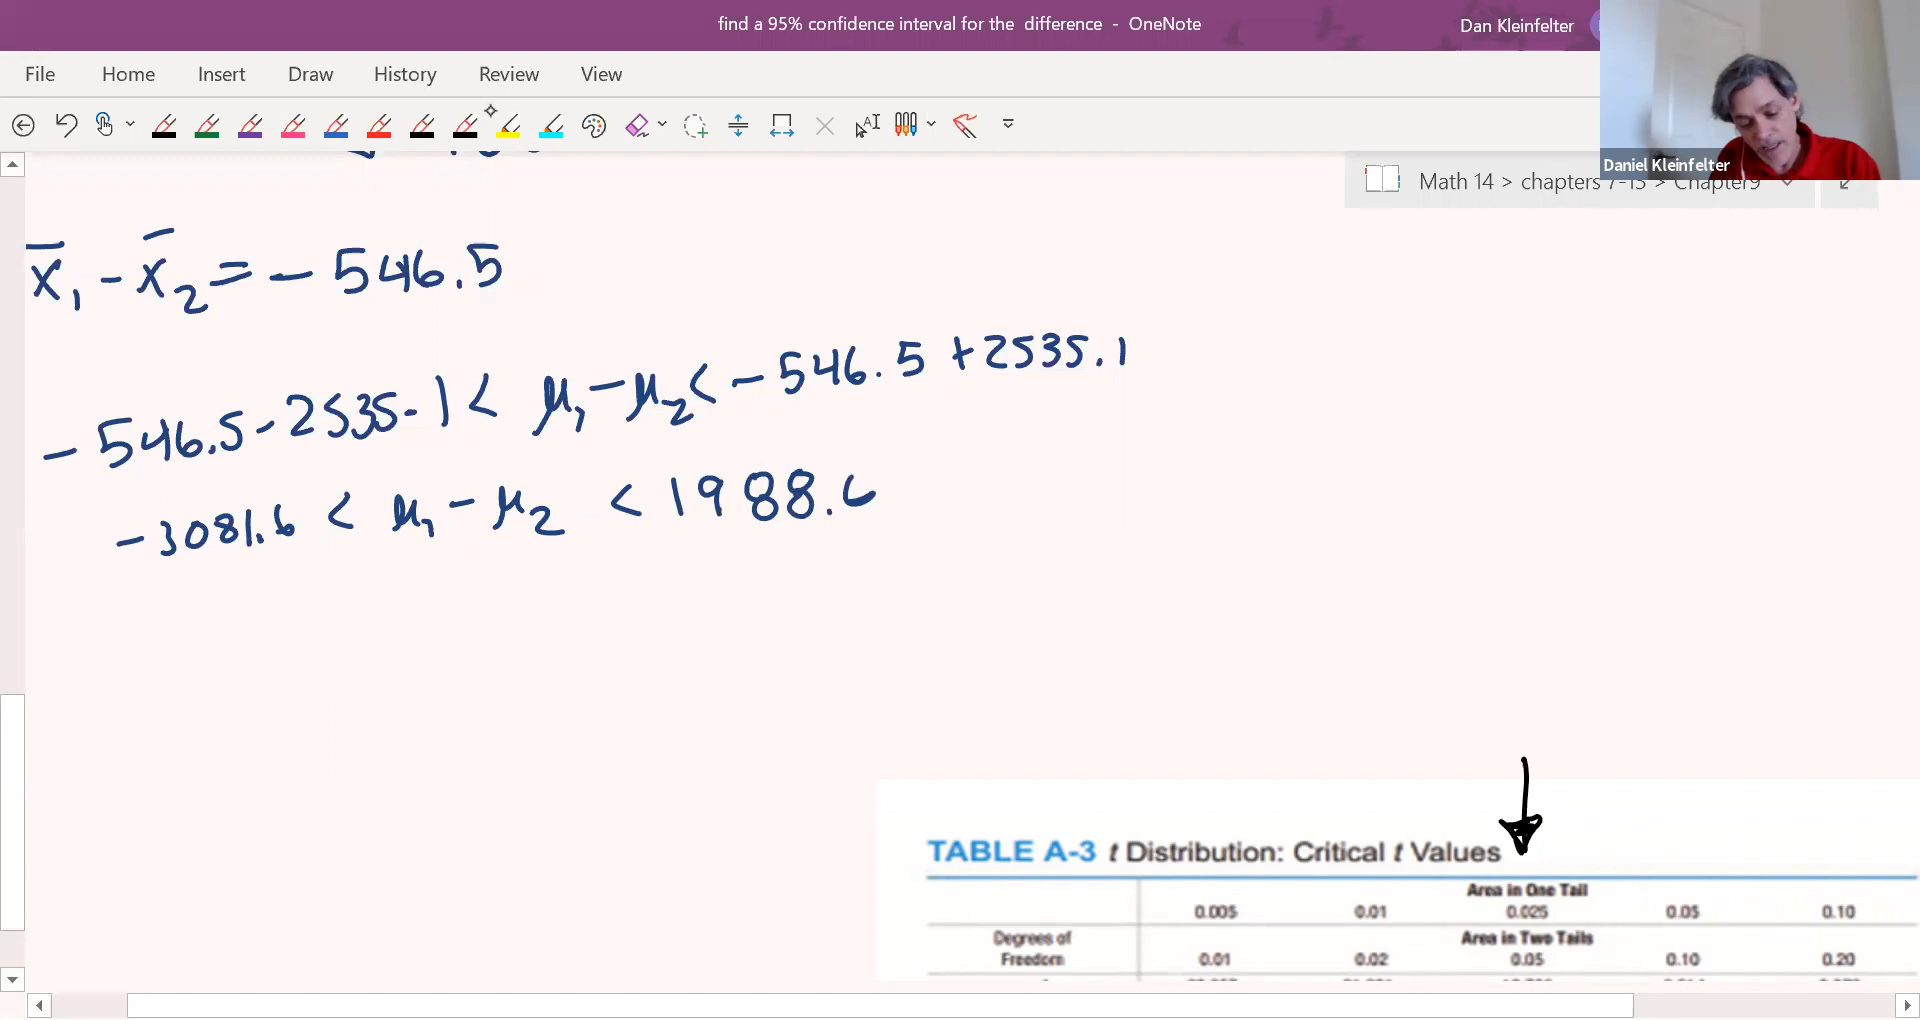 find a 95% confidence interval for the difference - OneNote
Dan Kleinfelter
File Home Insert Draw History Review View
Daniel Kleinfelter
Math 14 > chapters 7-15 > Chapter9
x̄₁ - x̄₂ = - 546.5
- 546.5 - 2535.1 < μ₁ - μ₂ < - 546.5 + 2535.1
- 3081.6 < μ₁ - μ₂ < 1988.6
TABLE A-3 t Distribution: Critical t Values
Area in One Tail
0.005 0.01 0.025 0.05 0.10
Degrees of Area in Two Tails
Freedom 0.01 0.02 0.05 0.10 0.20